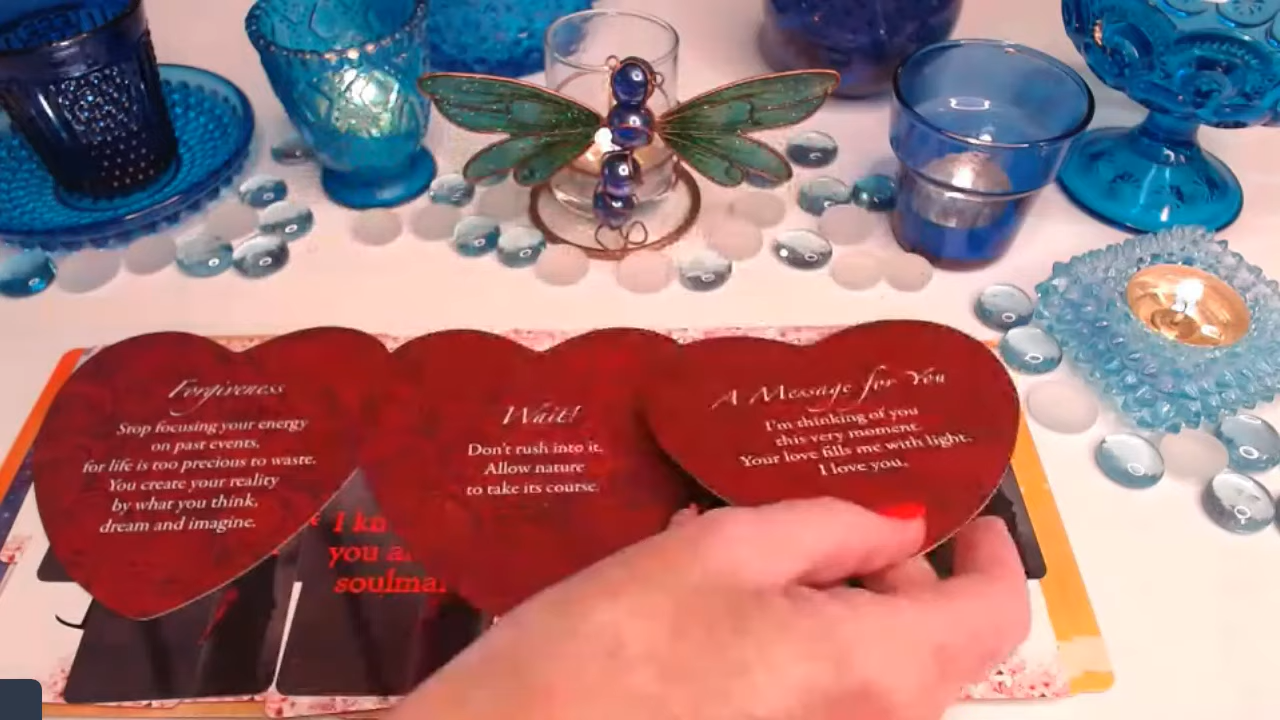 Forgiveness
Stop focusing your energy
on past events,
for life is too precious to waste.
You create your reality
by what you think,
dream and imagine.
Wait!
Don't rush into it.
Allow nature
to take its course.
A Message for You
I'm thinking of you
this very moment.
Your love fills me with light.
I love you.
I
you